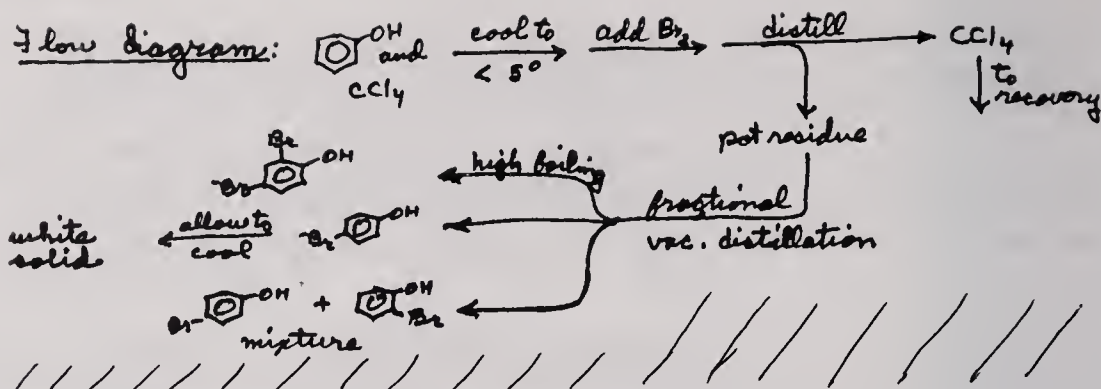 Flow diagram:
OH
and
CCl4
cool to
< 5°
add Br2
distill
CCl4
to
recovery
pot residue
fractional
vac. distillation
high boiling
Br
OH
Br
Br
OH
allow to
cool
white
solid
Br
OH
+
OH
Br
mixture